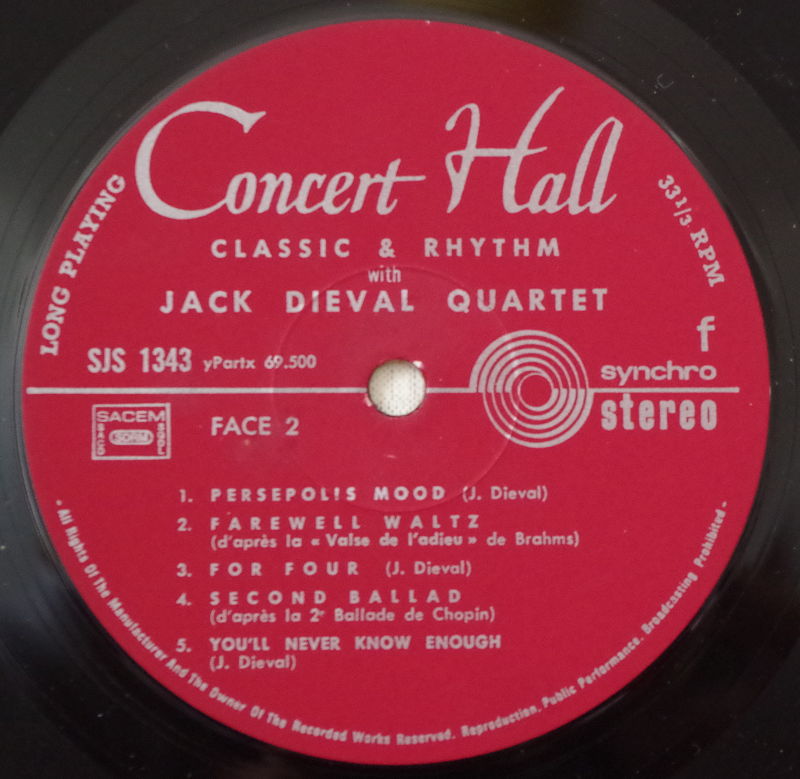 Concert Hall
LONG PLAYING
33 1/3 RPM
CLASSIC & RHYTHM
with
JACK DIEVAL QUARTET
SJS 1343 yPartx 69.500
f
synchro
stereo
SACEM
SACD SDRM SGDL
FACE 2
1. PERSEPOLIS MOOD (J. Dieval)
2. FAREWELL WALTZ
(d'après la « Valse de l'adieu » de Brahms)
3. FOR FOUR (J. Dieval)
4. SECOND BALLAD
(d'après la 2e Ballade de Chopin)
5. YOU'LL NEVER KNOW ENOUGH
(J. Dieval)
- All Rights Of The Manufacturer And The Owner Of The Recorded Works Reserved. Reproduction, Public Performance, Broadcasting Prohibited -